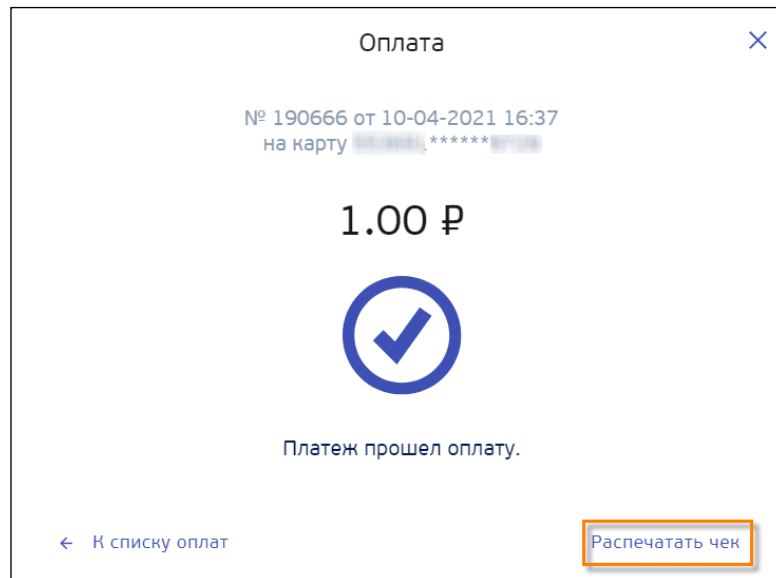 Оплата
№ 190666 от 10-04-2021 16:37
на карту ******
1.00 ₽
Платеж прошел оплату.
← К списку оплат
Распечатать чек